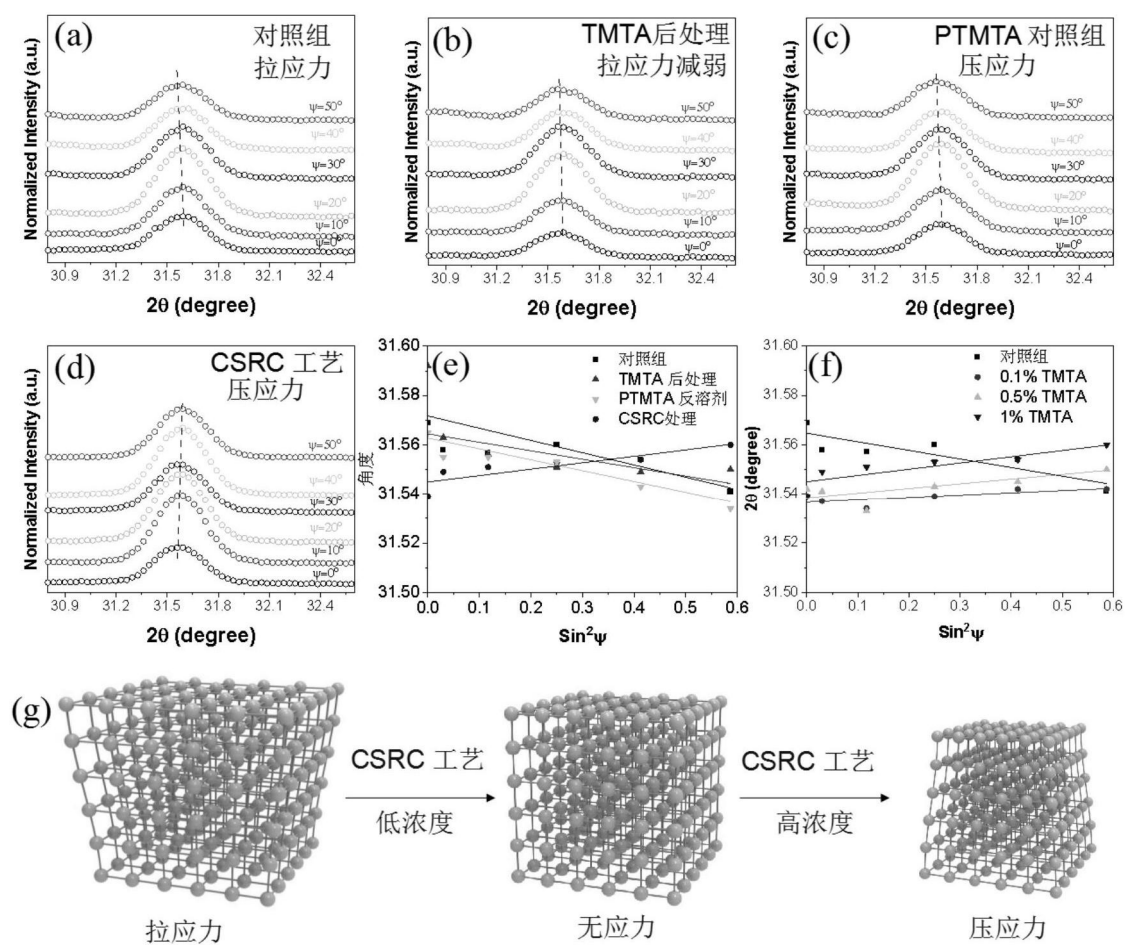 (a)
对照组
拉应力
ψ=50°
ψ=40°
ψ=30°
ψ=20°
ψ=10°
ψ=0°
Normalized Intensity (a.u.)
30.9 31.2 31.5 31.8 32.1 32.4
2θ (degree)
(b)
TMTA后处理
拉应力减弱
ψ=50°
ψ=40°
ψ=30°
ψ=20°
ψ=10°
ψ=0°
Normalized Intensity (a.u.)
30.9 31.2 31.5 31.8 32.1 32.4
2θ (degree)
(c)
PTMTA 对照组
压应力
ψ=50°
ψ=40°
ψ=30°
ψ=20°
ψ=10°
ψ=0°
Normalized Intensity (a.u.)
30.9 31.2 31.5 31.8 32.1 32.4
2θ (degree)
(d)
CSRC 工艺
压应力
ψ=50°
ψ=40°
ψ=30°
ψ=20°
ψ=10°
ψ=0°
Normalized Intensity (a.u.)
30.9 31.2 31.5 31.8 32.1 32.4
2θ (degree)
(e)
对照组
TMTA 后处理
PTMTA 反溶剂
CSRC处理
31.60
31.58
31.56
31.54
31.52
31.50
角度
0.0 0.1 0.2 0.3 0.4 0.5 0.6
Sin²ψ
(f)
对照组
0.1% TMTA
0.5% TMTA
1% TMTA
31.60
31.58
31.56
31.54
31.52
31.50
2θ (degree)
0.0 0.1 0.2 0.3 0.4 0.5 0.6
Sin²ψ
(g)
CSRC 工艺
低浓度
CSRC 工艺
高浓度
拉应力
无应力
压应力